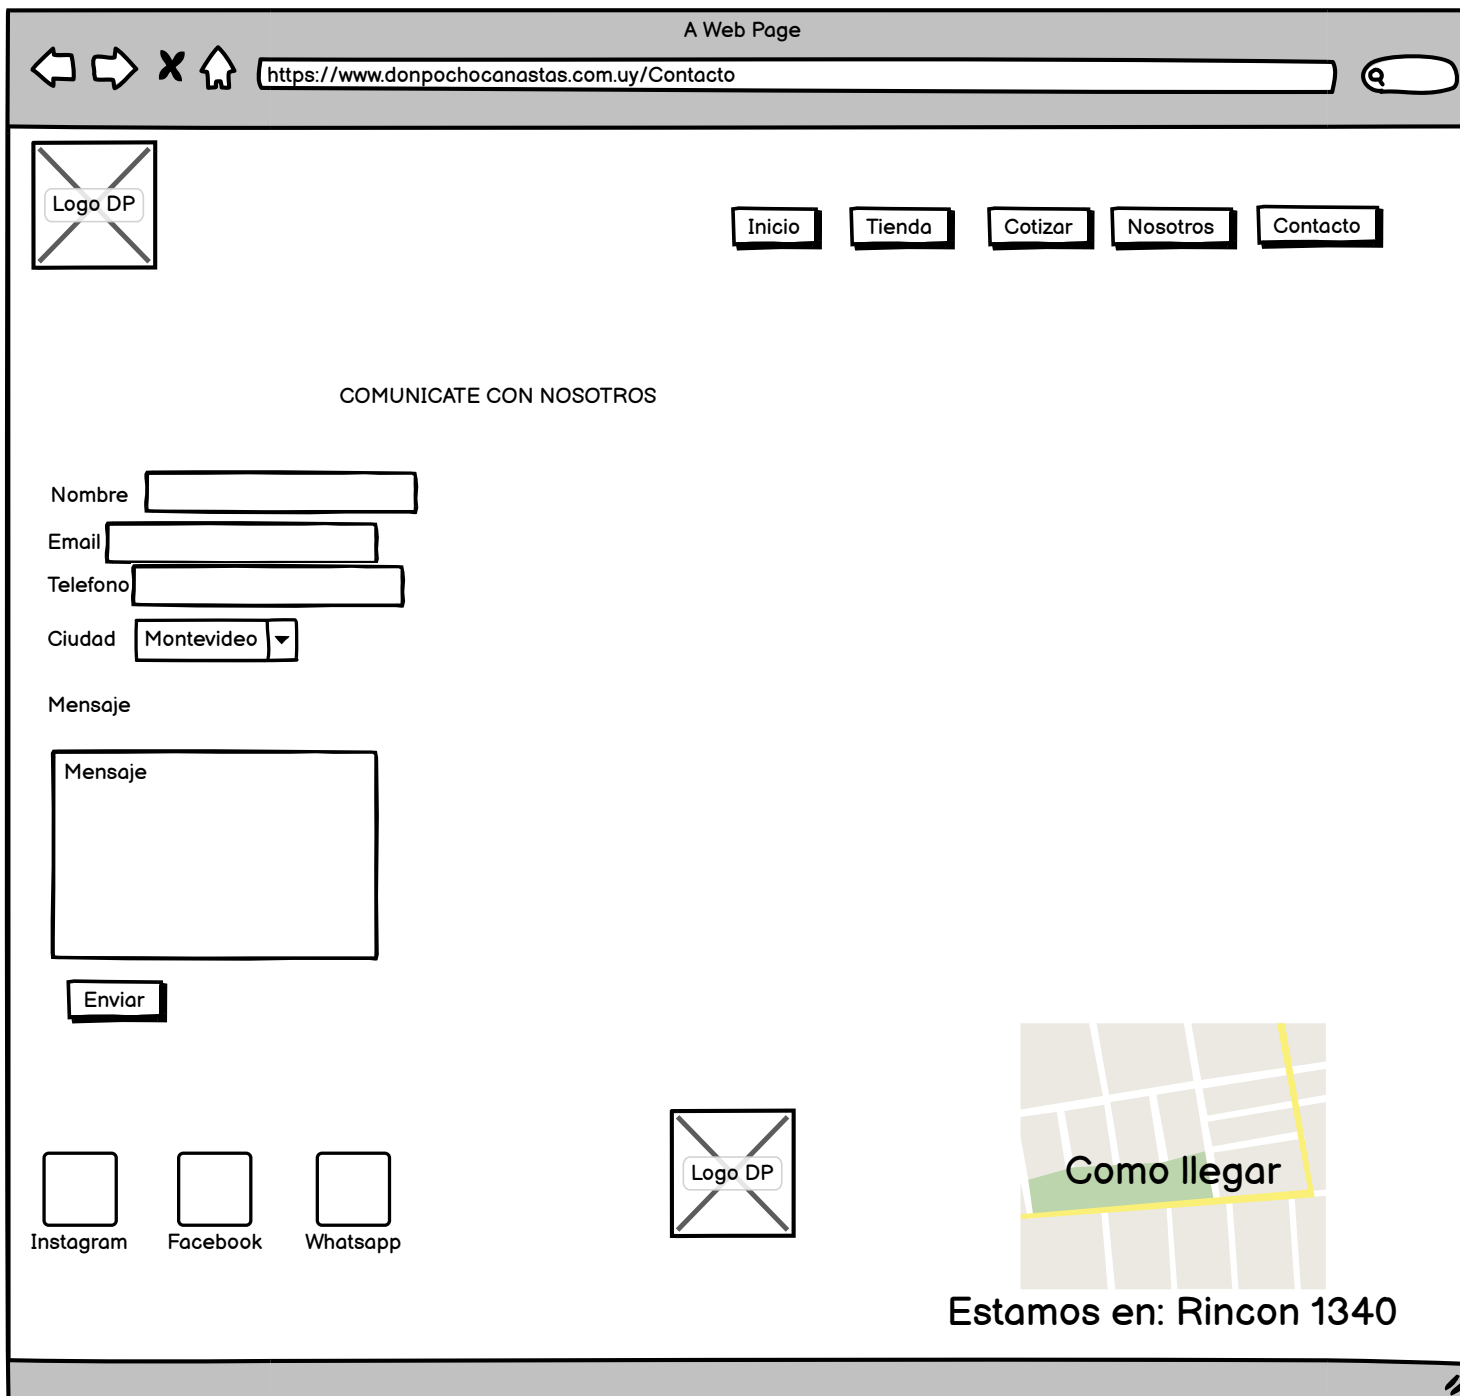 A Web Page
https://www.donpochocanastas.com.uy/Contacto
Logo DP
Inicio
Tienda
Cotizar
Nosotros
Contacto
COMUNICATE CON NOSOTROS
Nombre
Email
Telefono
Ciudad
Montevideo
Mensaje
Mensaje
Enviar
Instagram
Facebook
Whatsapp
Logo DP
Como llegar
Estamos en: Rincon 1340